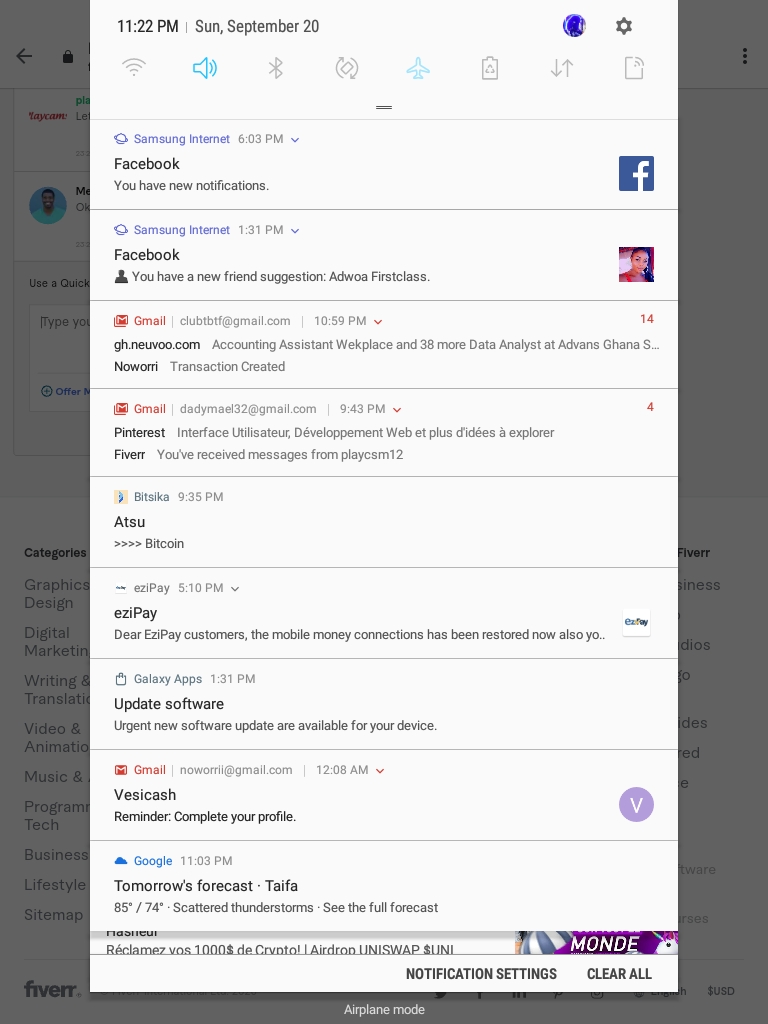 11:22 PM | Sun, September 20
Samsung Internet 6:03 PM
Facebook
You have new notifications.
Samsung Internet 1:31 PM
Facebook
You have a new friend suggestion: Adwoa Firstclass.
Gmail | clubtbtf@gmail.com | 10:59 PM 14
gh.neuvoo.com Accounting Assistant Wekplace and 38 more Data Analyst at Advans Ghana S...
Noworri Transaction Created
Gmail | dadymael32@gmail.com | 9:43 PM 4
Pinterest Interface Utilisateur, Développement Web et plus d'idées à explorer
Fiverr You've received messages from playcsm12
Bitsika 9:35 PM
Atsu
>>>> Bitcoin
eziPay 5:10 PM
eziPay
Dear EziPay customers, the mobile money connections has been restored now also yo..
Galaxy Apps 1:31 PM
Update software
Urgent new software update are available for your device.
Gmail | noworrii@gmail.com | 12:08 AM
Vesicash
V
Reminder: Complete your profile.
Google 11:03 PM
Tomorrow's forecast · Taifa
85° / 74° · Scattered thunderstorms · See the full forecast
Réclamez vos 1000$ de Crypto! | Airdrop UNISWAP $UNI
MONDE
NOTIFICATION SETTINGS CLEAR ALL
Airplane mode
Me
Use a Quick
Type you
Offer M
Categories
Graphics
Design
Digital
Marketin
Writing &
Translatio
Video &
Animatio
Music &
Programm
Tech
Business
Lifestyle
Sitemap
Fiverr
fiverr.
English $USD